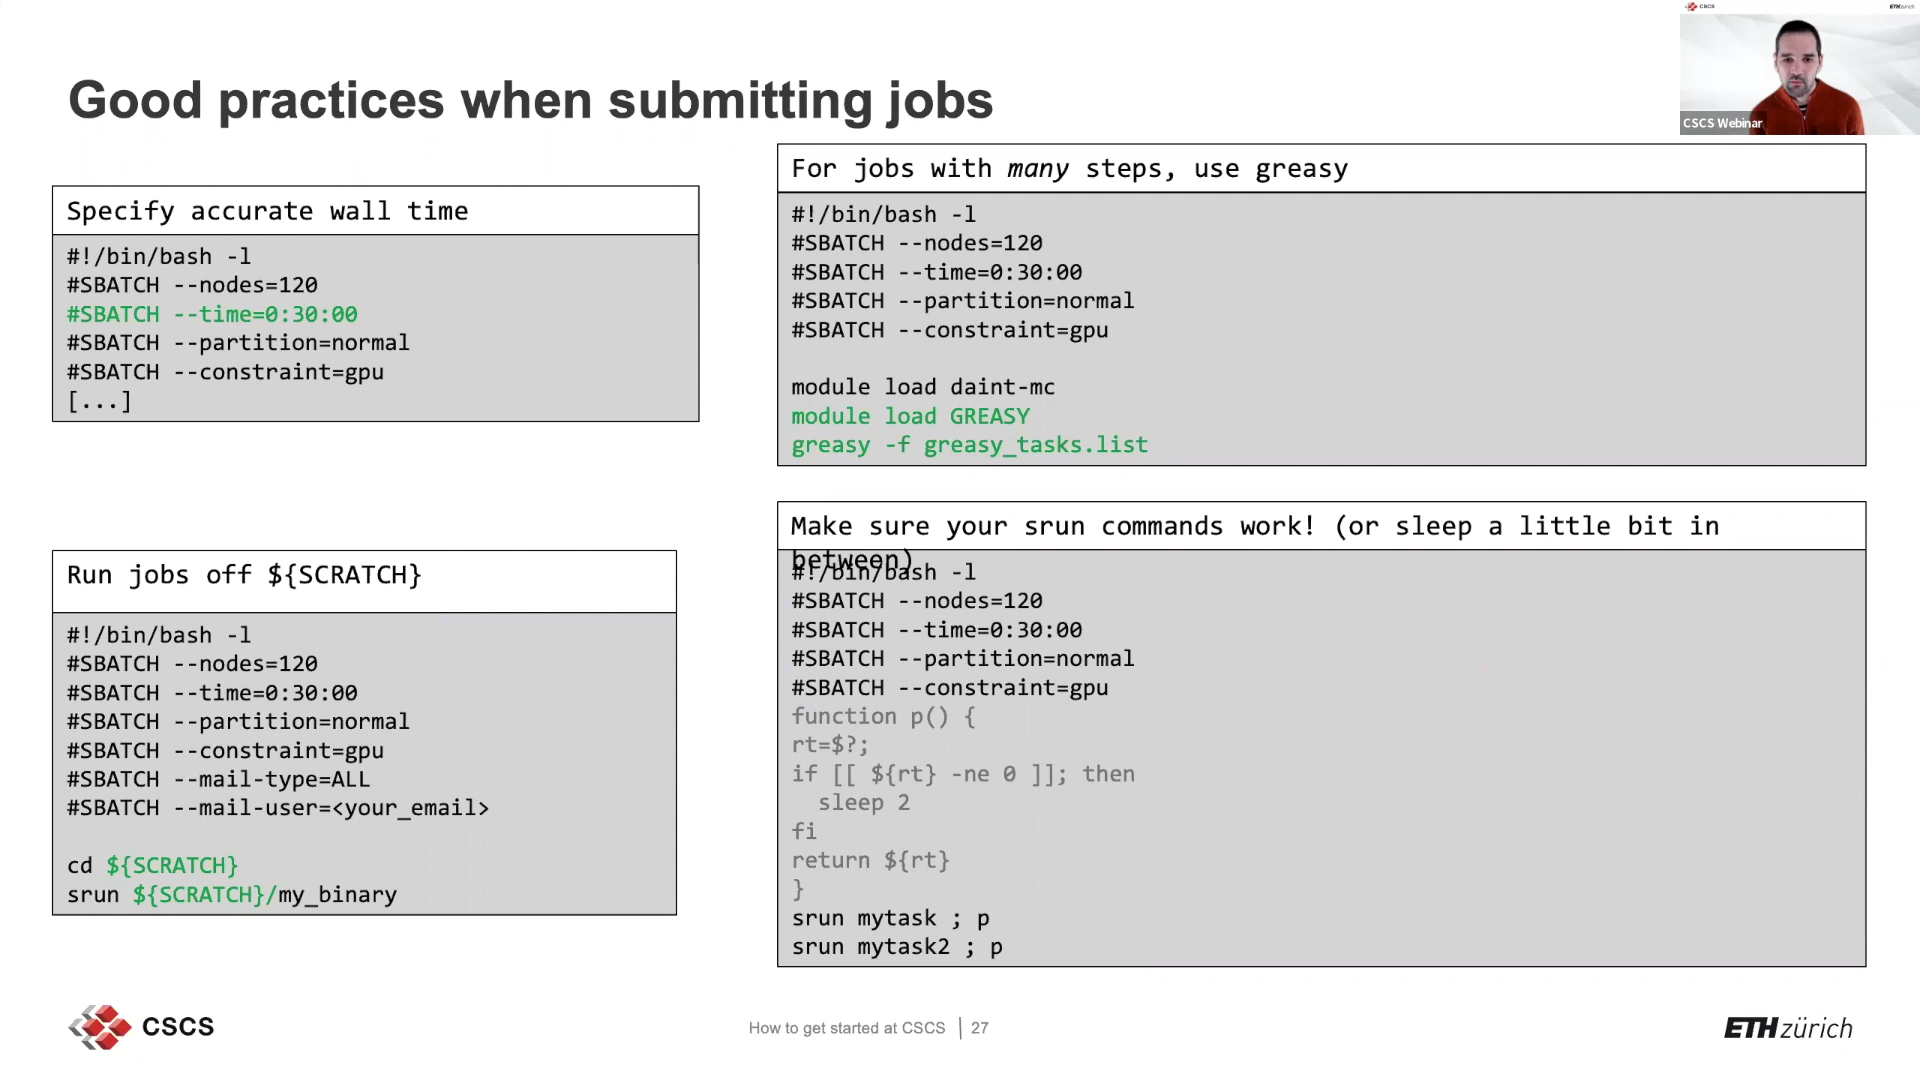 CSCS
ETH zürich
CSCS Webinar
Good practices when submitting jobs
Specify accurate wall time
#!/bin/bash -l
#SBATCH --nodes=120
#SBATCH --time=0:30:00
#SBATCH --partition=normal
#SBATCH --constraint=gpu
[...]
Run jobs off ${SCRATCH}
#!/bin/bash -l
#SBATCH --nodes=120
#SBATCH --time=0:30:00
#SBATCH --partition=normal
#SBATCH --constraint=gpu
#SBATCH --mail-type=ALL
#SBATCH --mail-user=<your_email>
cd ${SCRATCH}
srun ${SCRATCH}/my_binary
For jobs with many steps, use greasy
#!/bin/bash -l
#SBATCH --nodes=120
#SBATCH --time=0:30:00
#SBATCH --partition=normal
#SBATCH --constraint=gpu
module load daint-mc
module load GREASY
greasy -f greasy_tasks.list
Make sure your srun commands work! (or sleep a little bit in
between)
#!/bin/bash -l
#SBATCH --nodes=120
#SBATCH --time=0:30:00
#SBATCH --partition=normal
#SBATCH --constraint=gpu
function p() {
rt=$?;
if [[ ${rt} -ne 0 ]]; then
  sleep 2
fi
return ${rt}
}
srun mytask ; p
srun mytask2 ; p
CSCS
How to get started at CSCS | 27
ETH zürich